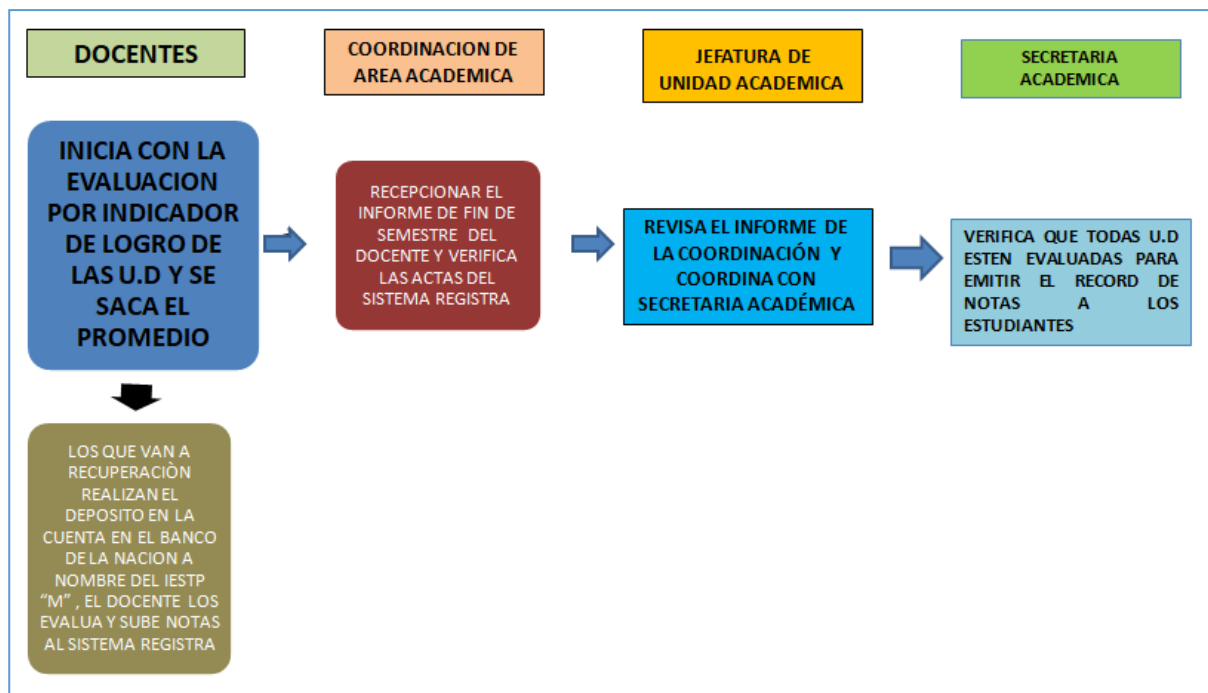 DOCENTES
COORDINACION DE
AREA ACADEMICA
JEFATURA DE
UNIDAD ACADEMICA
SECRETARIA
ACADEMICA
INICIA CON LA
EVALUACION
POR INDICADOR
DE LOGRO DE
LAS U.D Y SE
SACA EL
PROMEDIO
RECEPCIONAR EL
INFORME DE FIN DE
SEMESTRE DEL
DOCENTE Y VERIFICA
LAS ACTAS DEL
SISTEMA REGISTRA
REVISA EL INFORME DE
LA COORDINACIÓN Y
COORDINA CON
SECRETARIA ACADÉMICA
VERIFICA QUE TODAS U.D
ESTEN EVALUADAS PARA
EMITIR EL RECORD DE
NOTAS A LOS
ESTUDIANTES
LOS QUE VAN A
RECUPERACIÒN
REALIZAN EL
DEPOSITO EN LA
CUENTA EN EL BANCO
DE LA NACION A
NOMBRE DEL IESTP
“M” , EL DOCENTE LOS
EVALUA Y SUBE NOTAS
AL SISTEMA REGISTRA